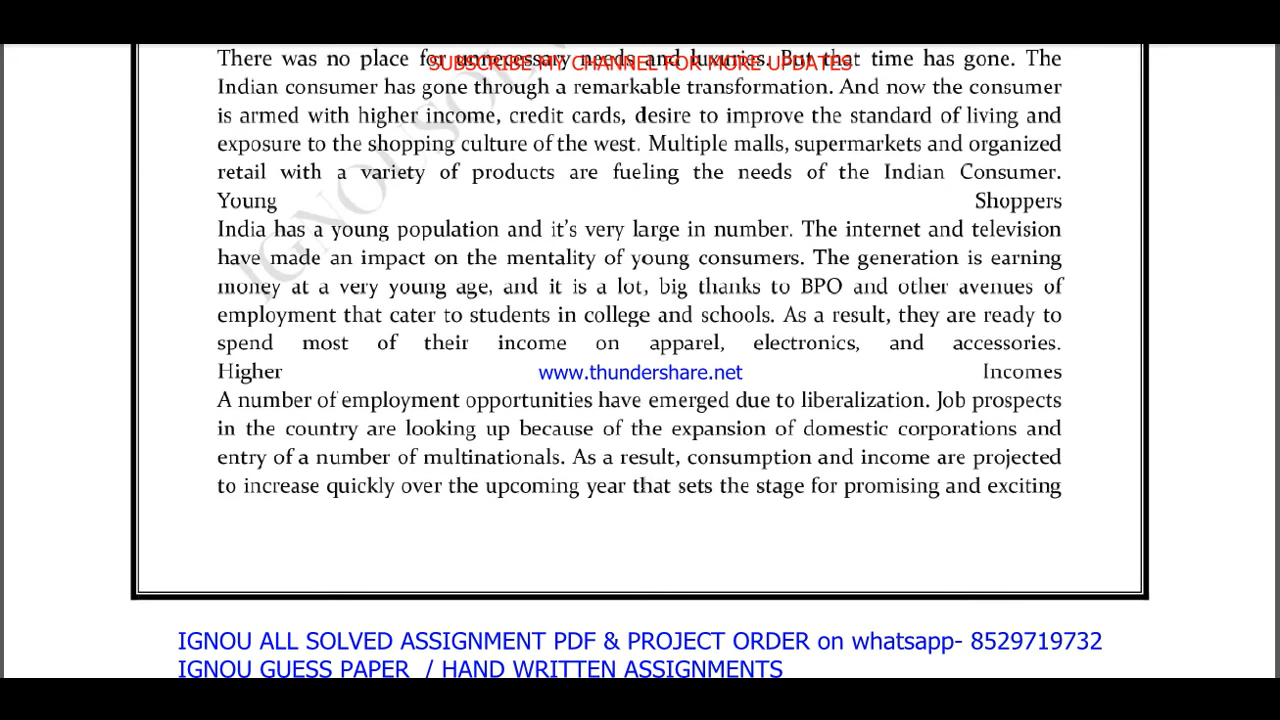 There was no place for unnecessary needs and luxuries. But that time has gone. The
SUBSCRIBE MY CHANNEL FOR MORE UPDATES
Indian consumer has gone through a remarkable transformation. And now the consumer
is armed with higher income, credit cards, desire to improve the standard of living and
exposure to the shopping culture of the west. Multiple malls, supermarkets and organized
retail with a variety of products are fueling the needs of the Indian Consumer.
Young Shoppers
India has a young population and it's very large in number. The internet and television
have made an impact on the mentality of young consumers. The generation is earning
money at a very young age, and it is a lot, big thanks to BPO and other avenues of
employment that cater to students in college and schools. As a result, they are ready to
spend most of their income on apparel, electronics, and accessories.
Higher www.thundershare.net Incomes
A number of employment opportunities have emerged due to liberalization. Job prospects
in the country are looking up because of the expansion of domestic corporations and
entry of a number of multinationals. As a result, consumption and income are projected
to increase quickly over the upcoming year that sets the stage for promising and exciting
IGNOU ALL SOLVED ASSIGNMENT PDF & PROJECT ORDER on whatsapp- 8529719732
IGNOU GUESS PAPER / HAND WRITTEN ASSIGNMENTS